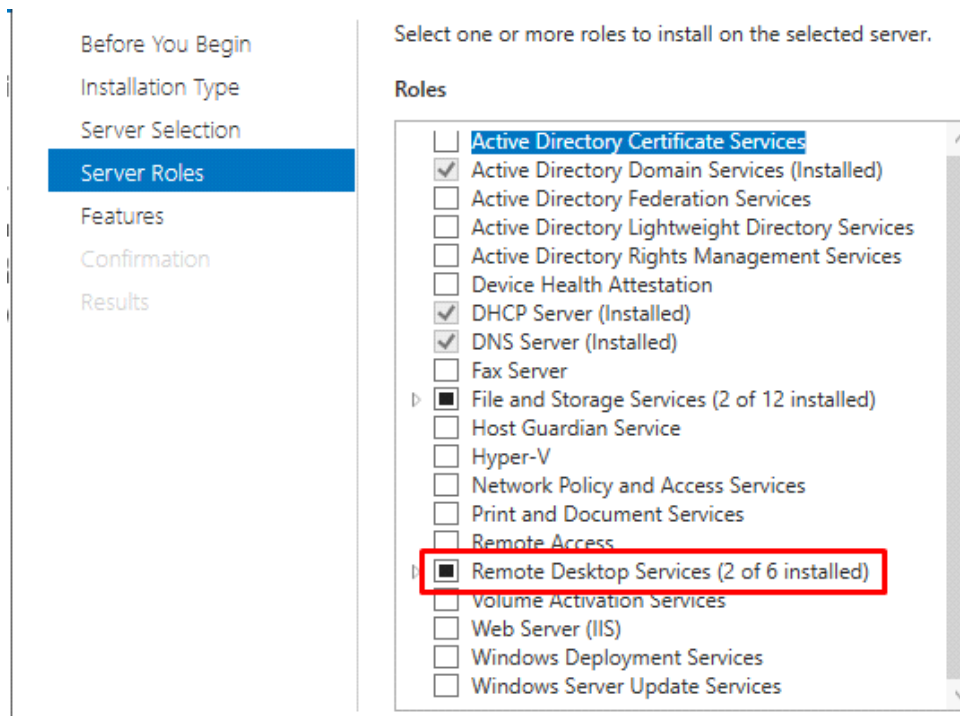 Before You Begin
Installation Type
Server Selection
Server Roles
Features
Confirmation
Results
Select one or more roles to install on the selected server.
Roles
Active Directory Certificate Services
Active Directory Domain Services (Installed)
Active Directory Federation Services
Active Directory Lightweight Directory Services
Active Directory Rights Management Services
Device Health Attestation
DHCP Server (Installed)
DNS Server (Installed)
Fax Server
File and Storage Services (2 of 12 installed)
Host Guardian Service
Hyper-V
Network Policy and Access Services
Print and Document Services
Remote Access
Remote Desktop Services (2 of 6 installed)
Volume Activation Services
Web Server (IIS)
Windows Deployment Services
Windows Server Update Services